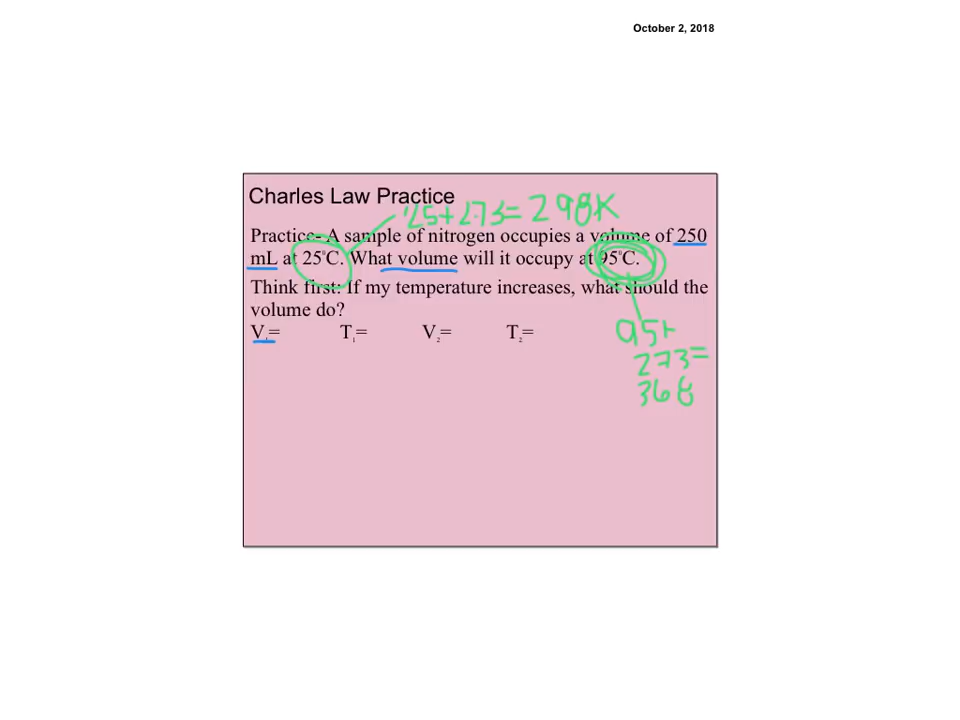 October 2, 2018
Charles Law Practice
25+273= 298K
Practice- A sample of nitrogen occupies a volume of 250
mL at 25°C. What volume will it occupy at 95°C.
Think first: If my temperature increases, what should the
volume do?
V₁= T₁= V₂= T₂=
95+
273=
368